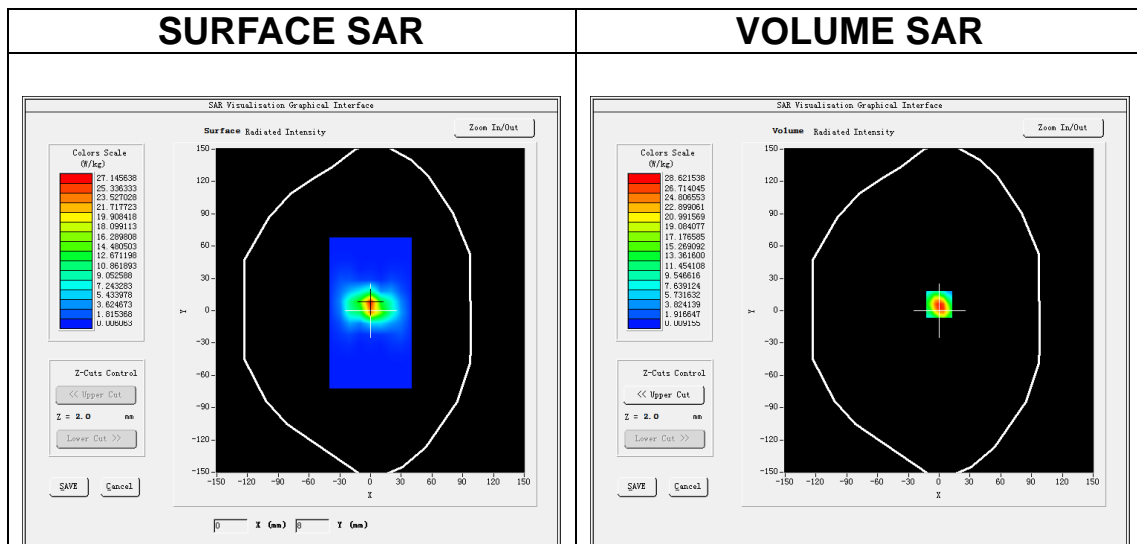 SURFACE SAR
VOLUME SAR
SAR Visualisation Graphical Interface
Surface Radiated Intensity
Zoom In/Out
Colors Scale
(W/kg)
27.145638
25.336333
23.527028
21.717723
19.908418
18.099113
16.289808
14.480503
12.671198
10.861893
9.052588
7.243283
5.433978
3.624673
1.815368
0.006063
150
120
90
60
30
0
-30
-60
-90
-120
-150
Y
-150 -120 -90 -60 -30 0 30 60 90 120 150
X
Z-Cuts Control
<< Upper Cut
Z = 2.0 mm
Lower Cut >>
SAVE Cancel
0 X (mm) 8 Y (mm)
SAR Visualisation Graphical Interface
Volume Radiated Intensity
Zoom In/Out
Colors Scale
(W/kg)
28.621538
26.714045
24.806553
22.899061
20.991569
19.084077
17.176585
15.269092
13.361600
11.454108
9.546616
7.639124
5.731632
3.824139
1.916647
0.009155
150
120
90
60
30
0
-30
-60
-90
-120
-150
Y
-150 -120 -90 -60 -30 0 30 60 90 120 150
X
Z-Cuts Control
<< Upper Cut
Z = 2.0 mm
Lower Cut >>
SAVE Cancel